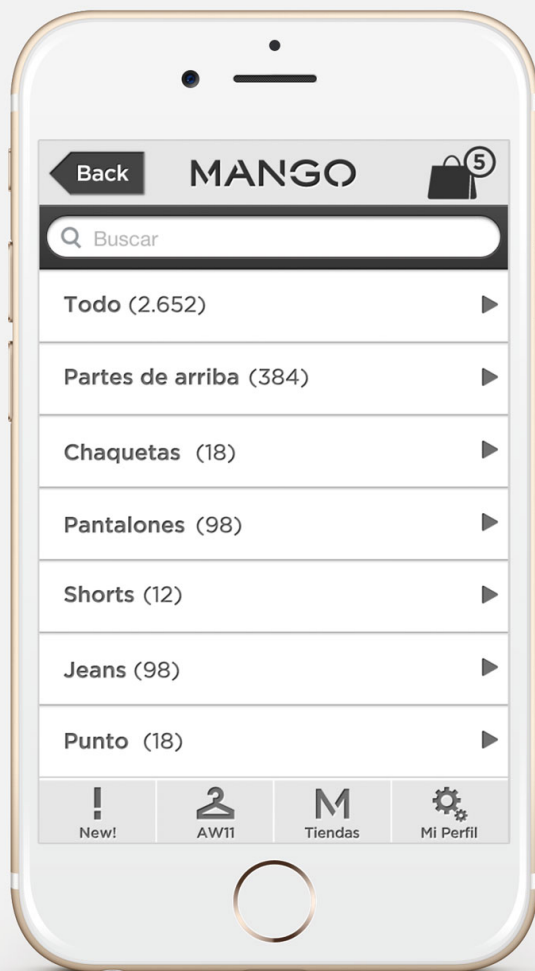 Back
MANGO
5
Buscar
Todo (2.652)
Partes de arriba (384)
Chaquetas (18)
Pantalones (98)
Shorts (12)
Jeans (98)
Punto (18)
New!
AW11
M
Tiendas
Mi Perfil